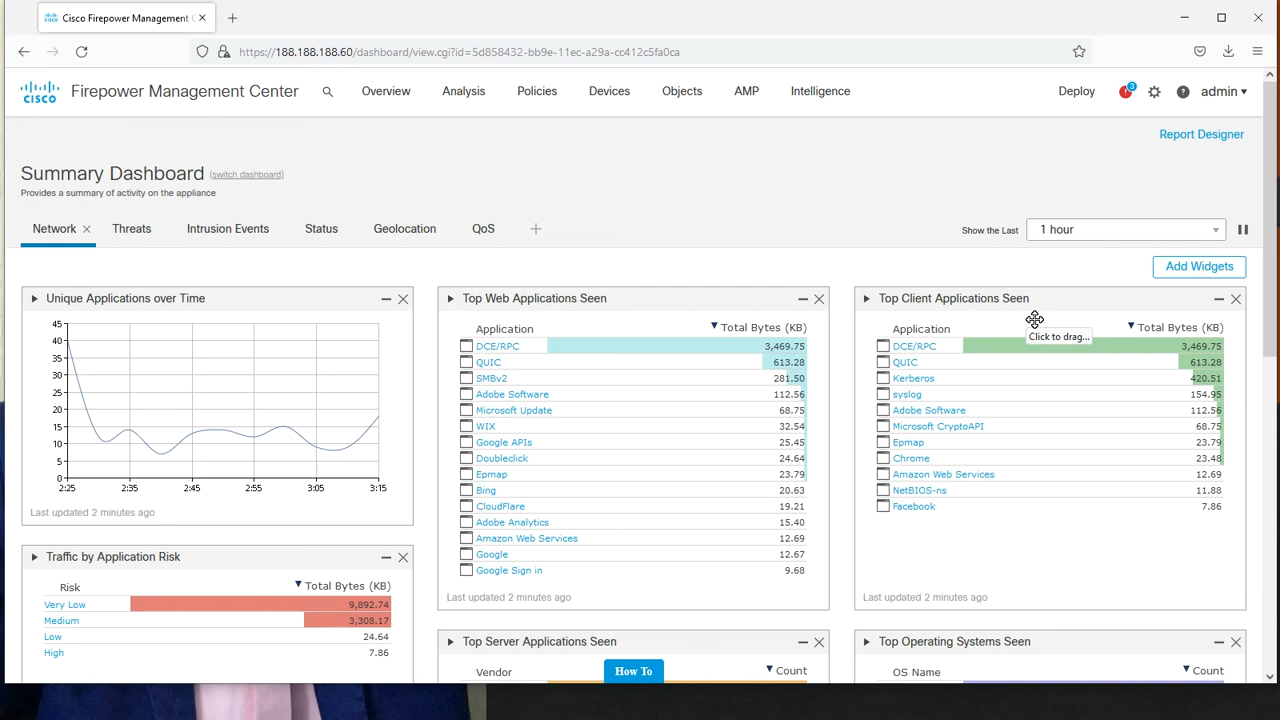 Cisco Firepower Management C
https://188.188.188.60/dashboard/view.cgi?id=5d858432-bb9e-11ec-a29a-cc412c5fa0ca
CISCO
Firepower Management Center
Overview
Analysis
Policies
Devices
Objects
AMP
Intelligence
Deploy
3
admin
Report Designer
Summary Dashboard (switch dashboard)
Provides a summary of activity on the appliance
Network
Threats
Intrusion Events
Status
Geolocation
QoS
Show the Last
1 hour
Add Widgets
Unique Applications over Time
45
40
35
30
25
20
15
10
5
0
2:25 2:35 2:45 2:55 3:05 3:15
Last updated 2 minutes ago
Traffic by Application Risk
Risk Total Bytes (KB)
Very Low 9,892.74
Medium 3,308.17
Low 24.64
High 7.86
Top Web Applications Seen
Application Total Bytes (KB)
DCE/RPC 3,469.75
QUIC 613.28
SMBv2 281.50
Adobe Software 112.56
Microsoft Update 68.75
WIX 32.54
Google APIs 25.45
Doubleclick 24.64
Epmap 23.79
Bing 20.63
CloudFlare 19.21
Adobe Analytics 15.40
Amazon Web Services 12.69
Google 12.67
Google Sign in 9.68
Last updated 2 minutes ago
Top Server Applications Seen
Vendor Count
How To
Top Client Applications Seen
Application Total Bytes (KB)
Click to drag...
DCE/RPC 3,469.75
QUIC 613.28
Kerberos 420.51
syslog 154.95
Adobe Software 112.56
Microsoft CryptoAPI 68.75
Epmap 23.79
Chrome 23.48
Amazon Web Services 12.69
NetBIOS-ns 11.88
Facebook 7.86
Last updated 2 minutes ago
Top Operating Systems Seen
OS Name Count